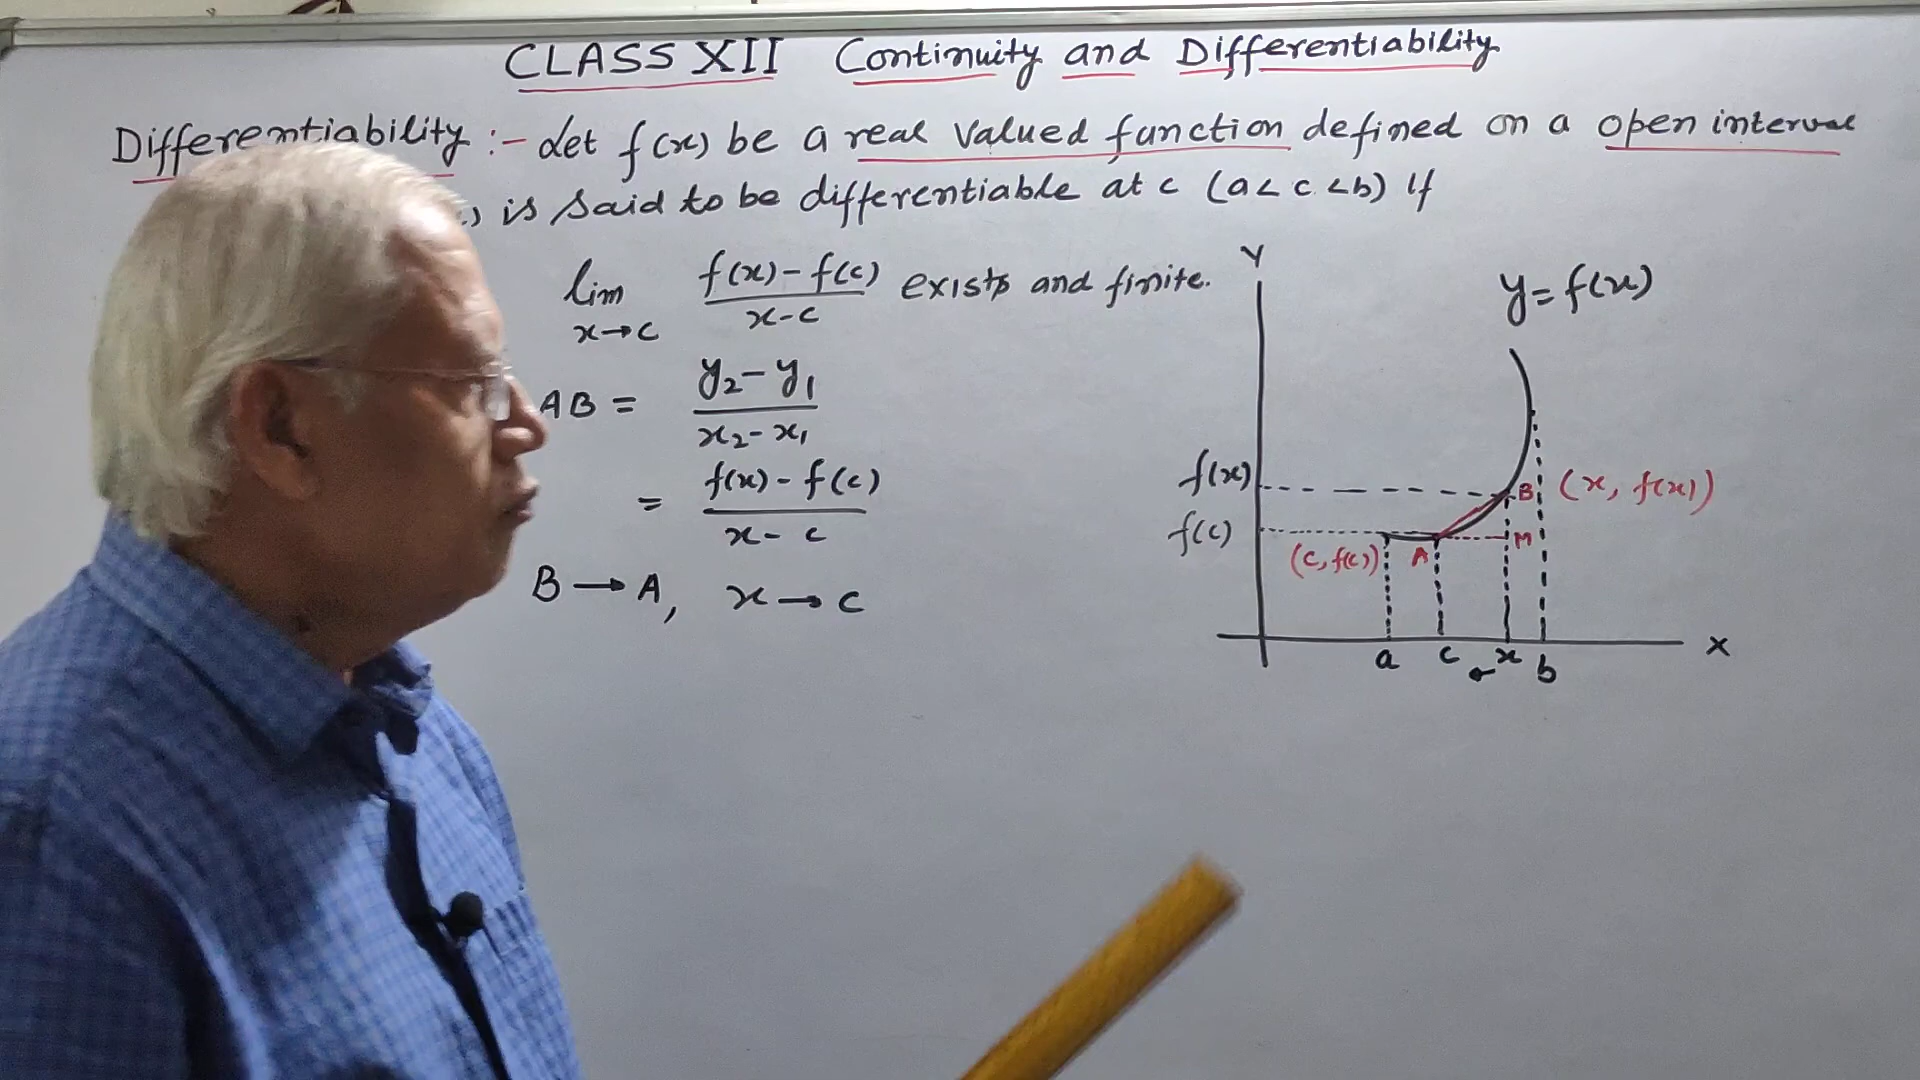 CLASS XII Continuity and Differentiability
Differentiability :- Let f(x) be a real valued function defined on a open interval
is said to be differentiable at c (a < c < b) If
lim x→c f(x) - f(c) / x - c exists and finite.
AB = y₂ - y₁ / x₂ - x₁
= f(x) - f(c) / x - c
B → A, x → c
Y
y = f(x)
f(x)
B (x, f(x))
f(c)
(c, f(c)) A M
a c x b
X